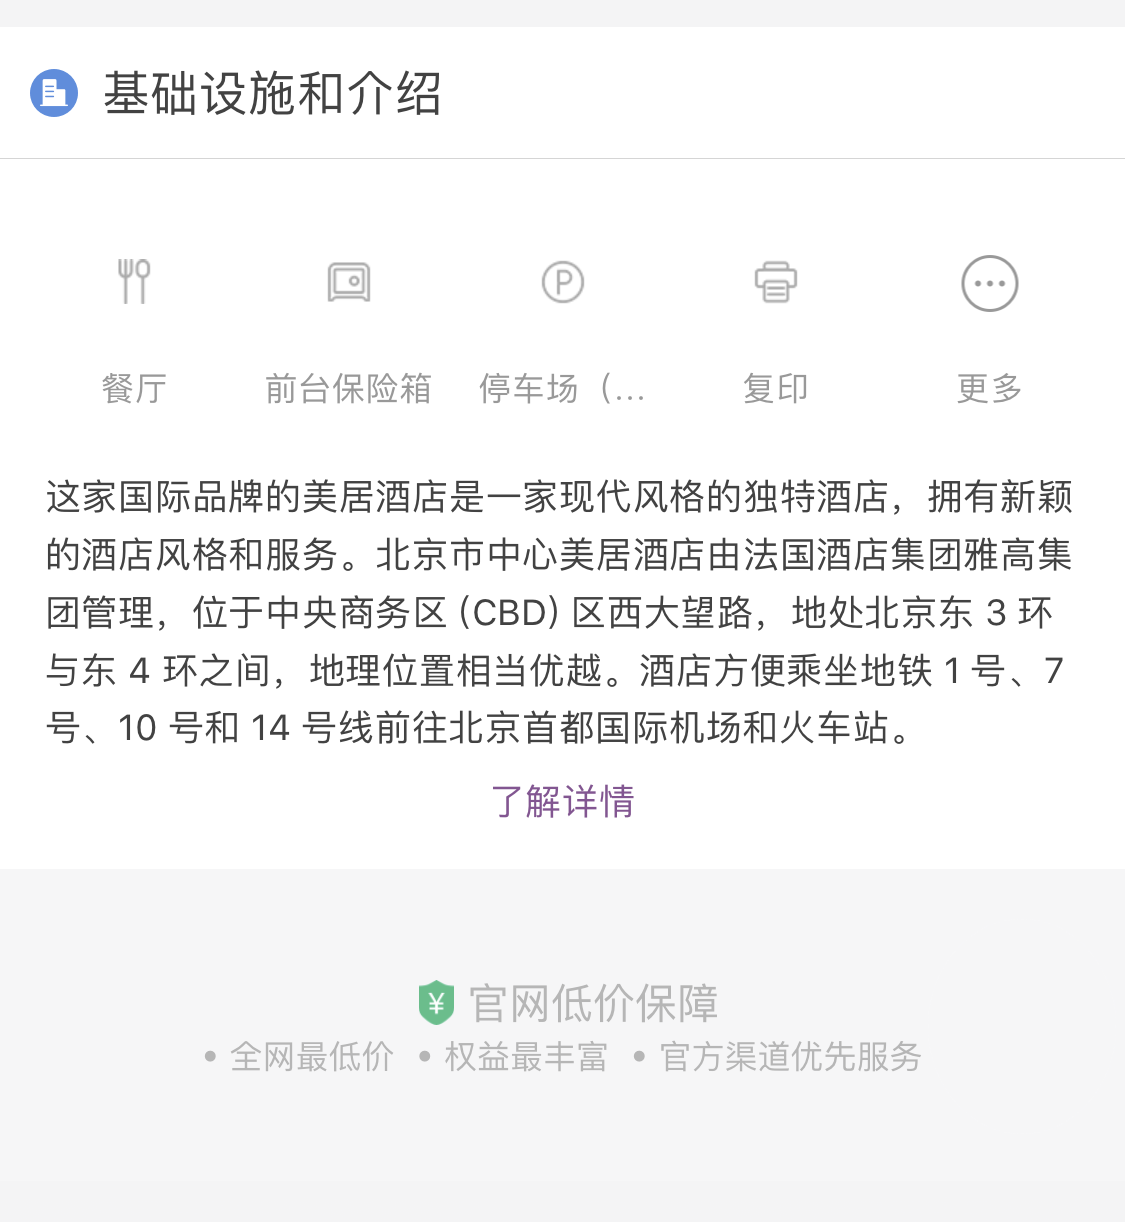 基础设施和介绍
餐厅
前台保险箱
停车场（...
复印
更多
这家国际品牌的美居酒店是一家现代风格的独特酒店，拥有新颖
的酒店风格和服务。北京市中心美居酒店由法国酒店集团雅高集
团管理，位于中央商务区 (CBD) 区西大望路，地处北京东 3 环
与东 4 环之间，地理位置相当优越。酒店方便乘坐地铁 1 号、7
号、10 号和 14 号线前往北京首都国际机场和火车站。
了解详情
¥ 官网低价保障
• 全网最低价 • 权益最丰富 • 官方渠道优先服务